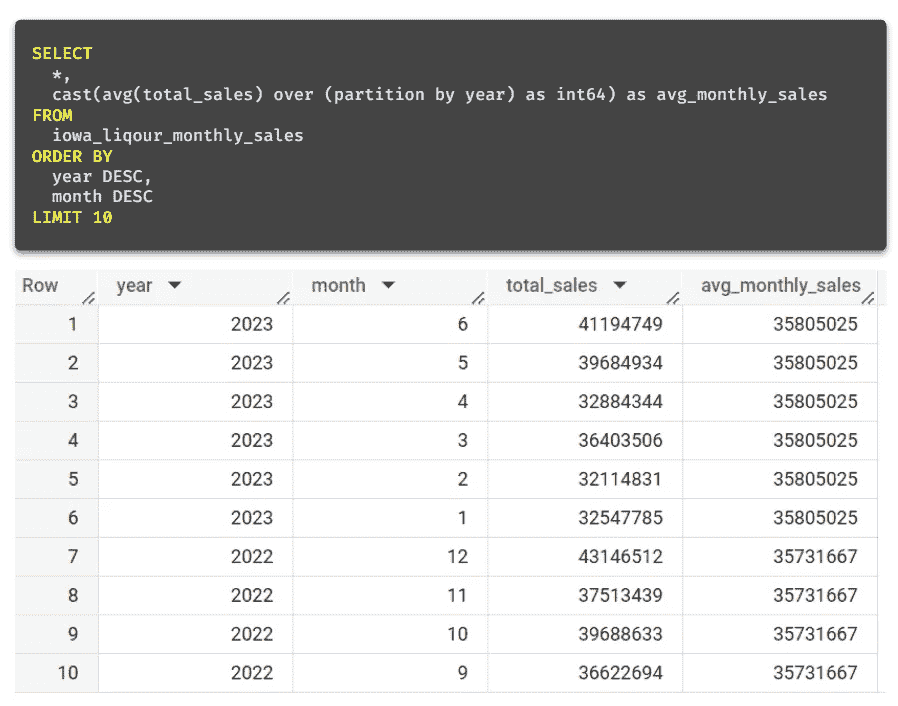 SELECT
*,
cast(avg(total_sales) over (partition by year) as int64) as avg_monthly_sales
FROM
iowa_liqour_monthly_sales
ORDER BY
year DESC,
month DESC
LIMIT 10
Row year month total_sales avg_monthly_sales
1 2023 6 41194749 35805025
2 2023 5 39684934 35805025
3 2023 4 32884344 35805025
4 2023 3 36403506 35805025
5 2023 2 32114831 35805025
6 2023 1 32547785 35805025
7 2022 12 43146512 35731667
8 2022 11 37513439 35731667
9 2022 10 39688633 35731667
10 2022 9 36622694 35731667